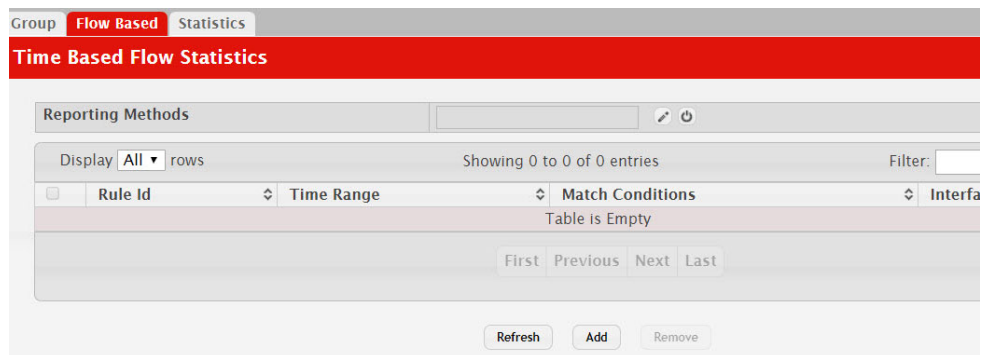 Group Flow Based Statistics
Time Based Flow Statistics
Reporting Methods
Display All rows Showing 0 to 0 of 0 entries Filter:
Rule Id Time Range Match Conditions Interfa
Table is Empty
First Previous Next Last
Refresh Add Remove